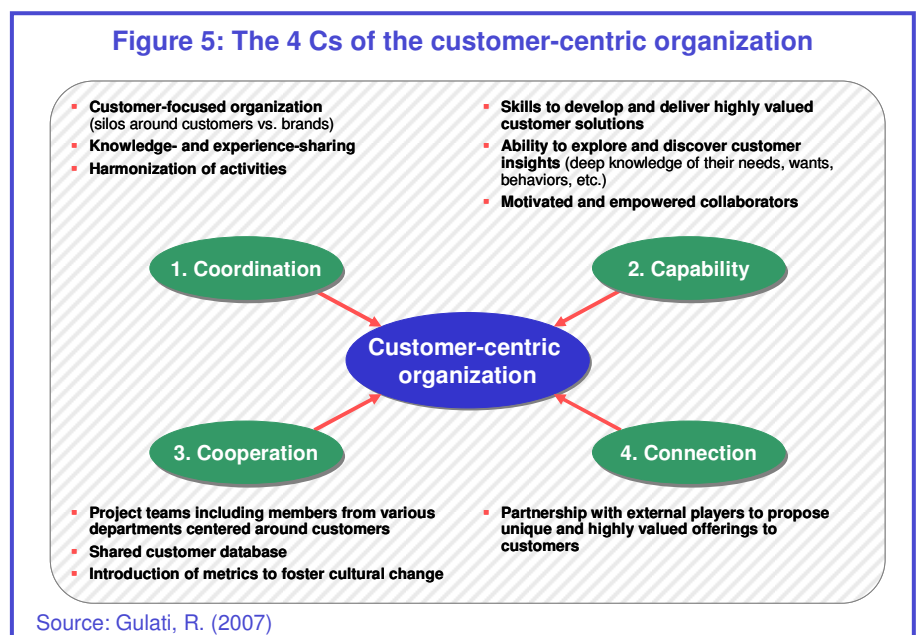 Figure 5: The 4 Cs of the customer-centric organization
▪ Customer-focused organization
(silos around customers vs. brands)
▪ Knowledge- and experience-sharing
▪ Harmonization of activities
▪ Skills to develop and deliver highly valued
customer solutions
▪ Ability to explore and discover customer
insights (deep knowledge of their needs, wants,
behaviors, etc.)
▪ Motivated and empowered collaborators
1. Coordination
2. Capability
Customer-centric
organization
3. Cooperation
4. Connection
▪ Project teams including members from various
departments centered around customers
▪ Shared customer database
▪ Introduction of metrics to foster cultural change
▪ Partnership with external players to propose
unique and highly valued offerings to
customers
Source: Gulati, R. (2007)